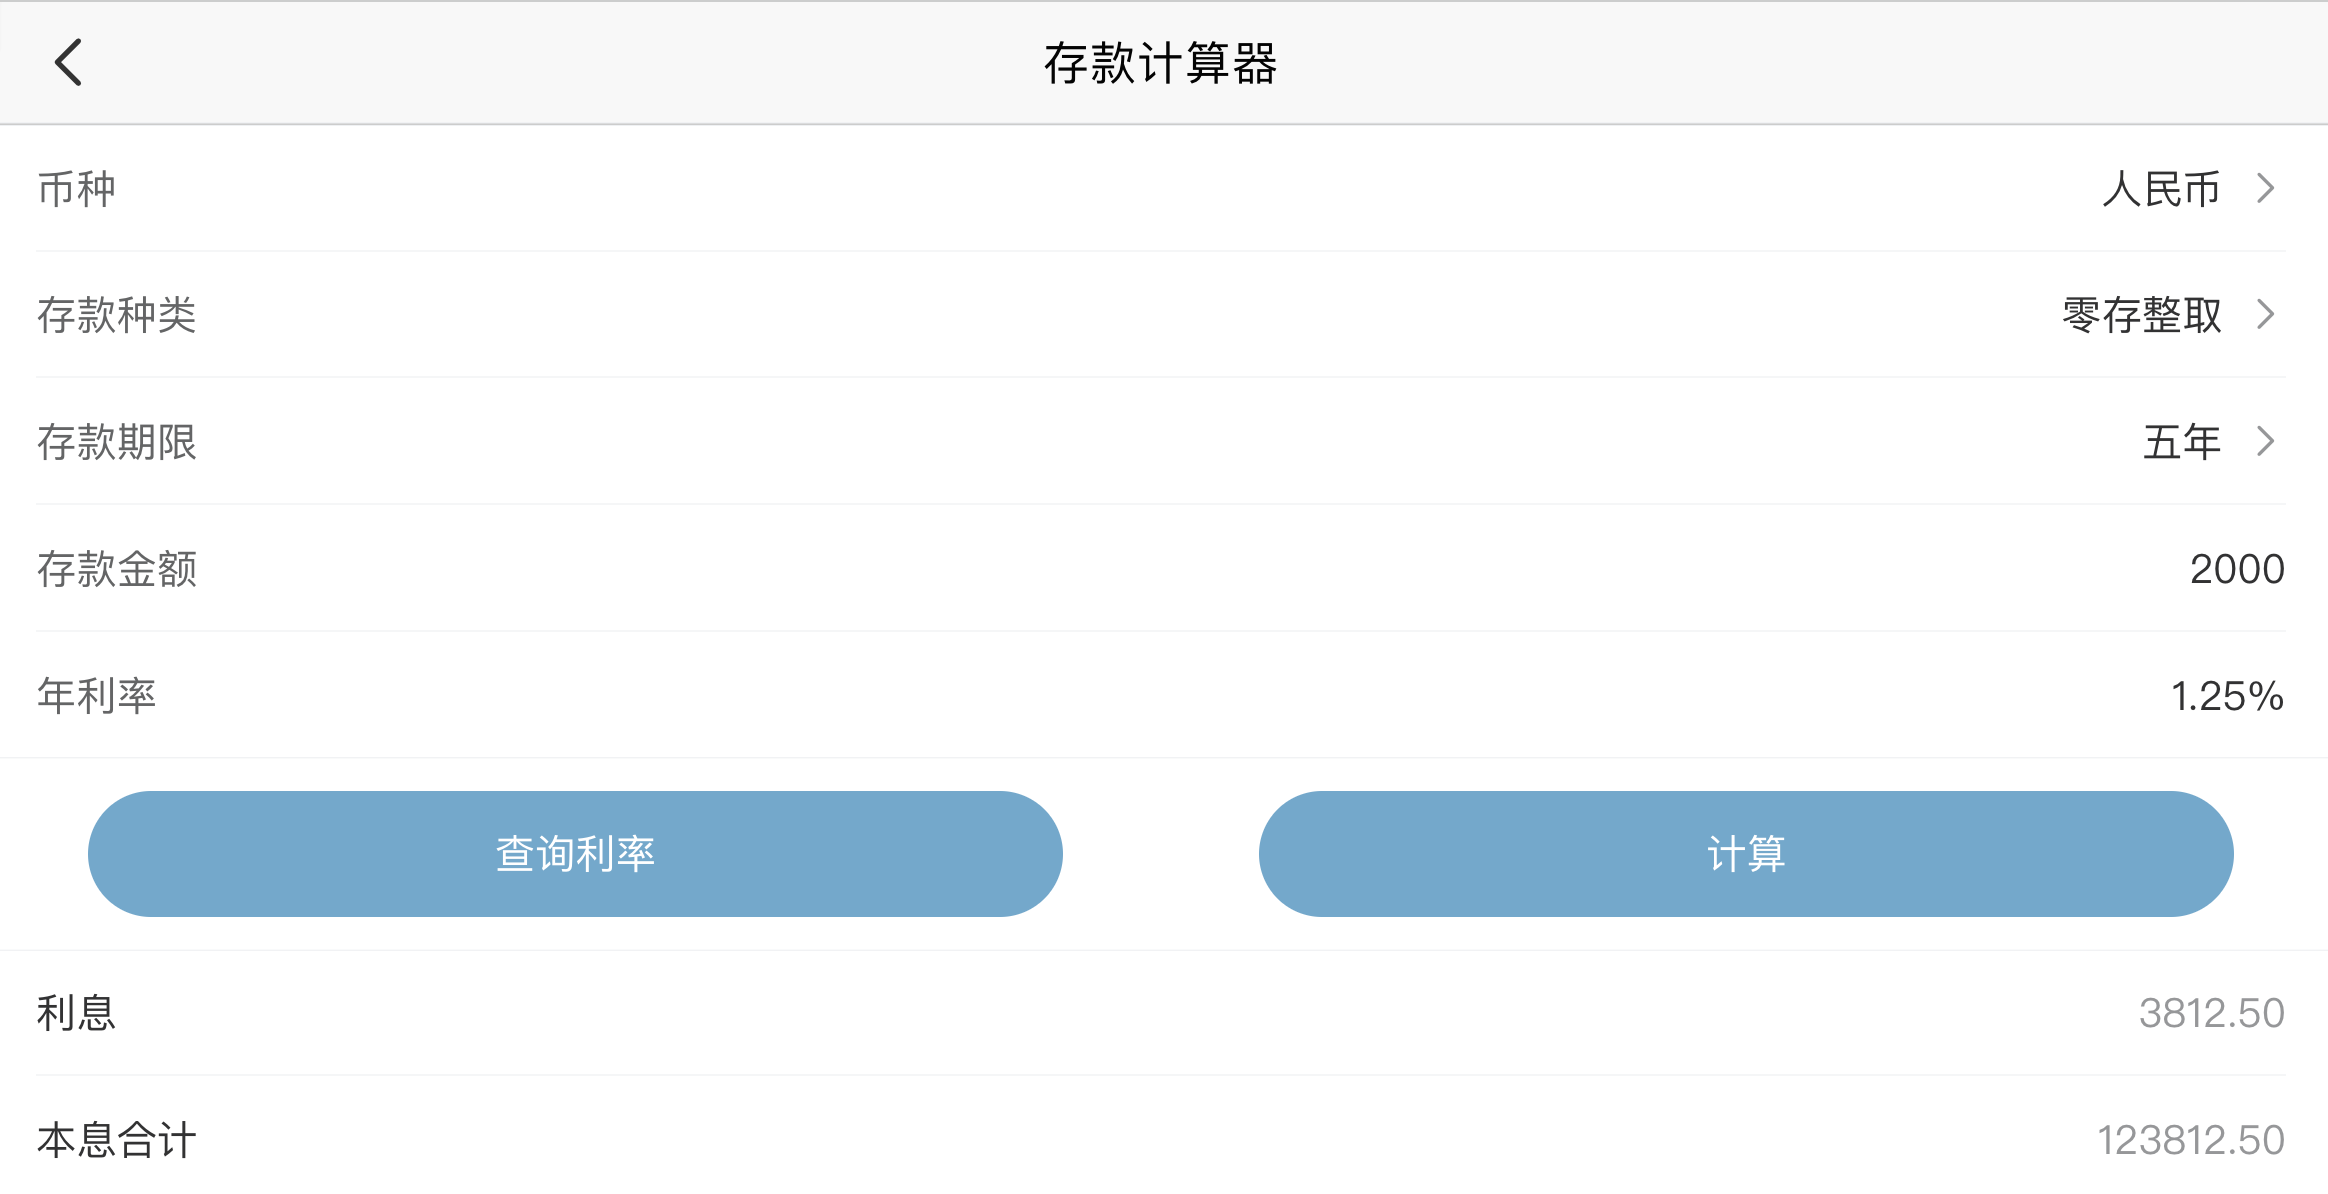 存款计算器
币种 人民币
存款种类 零存整取
存款期限 五年
存款金额 2000
年利率 1.25%
查询利率 计算
利息 3812.50
本息合计 123812.50